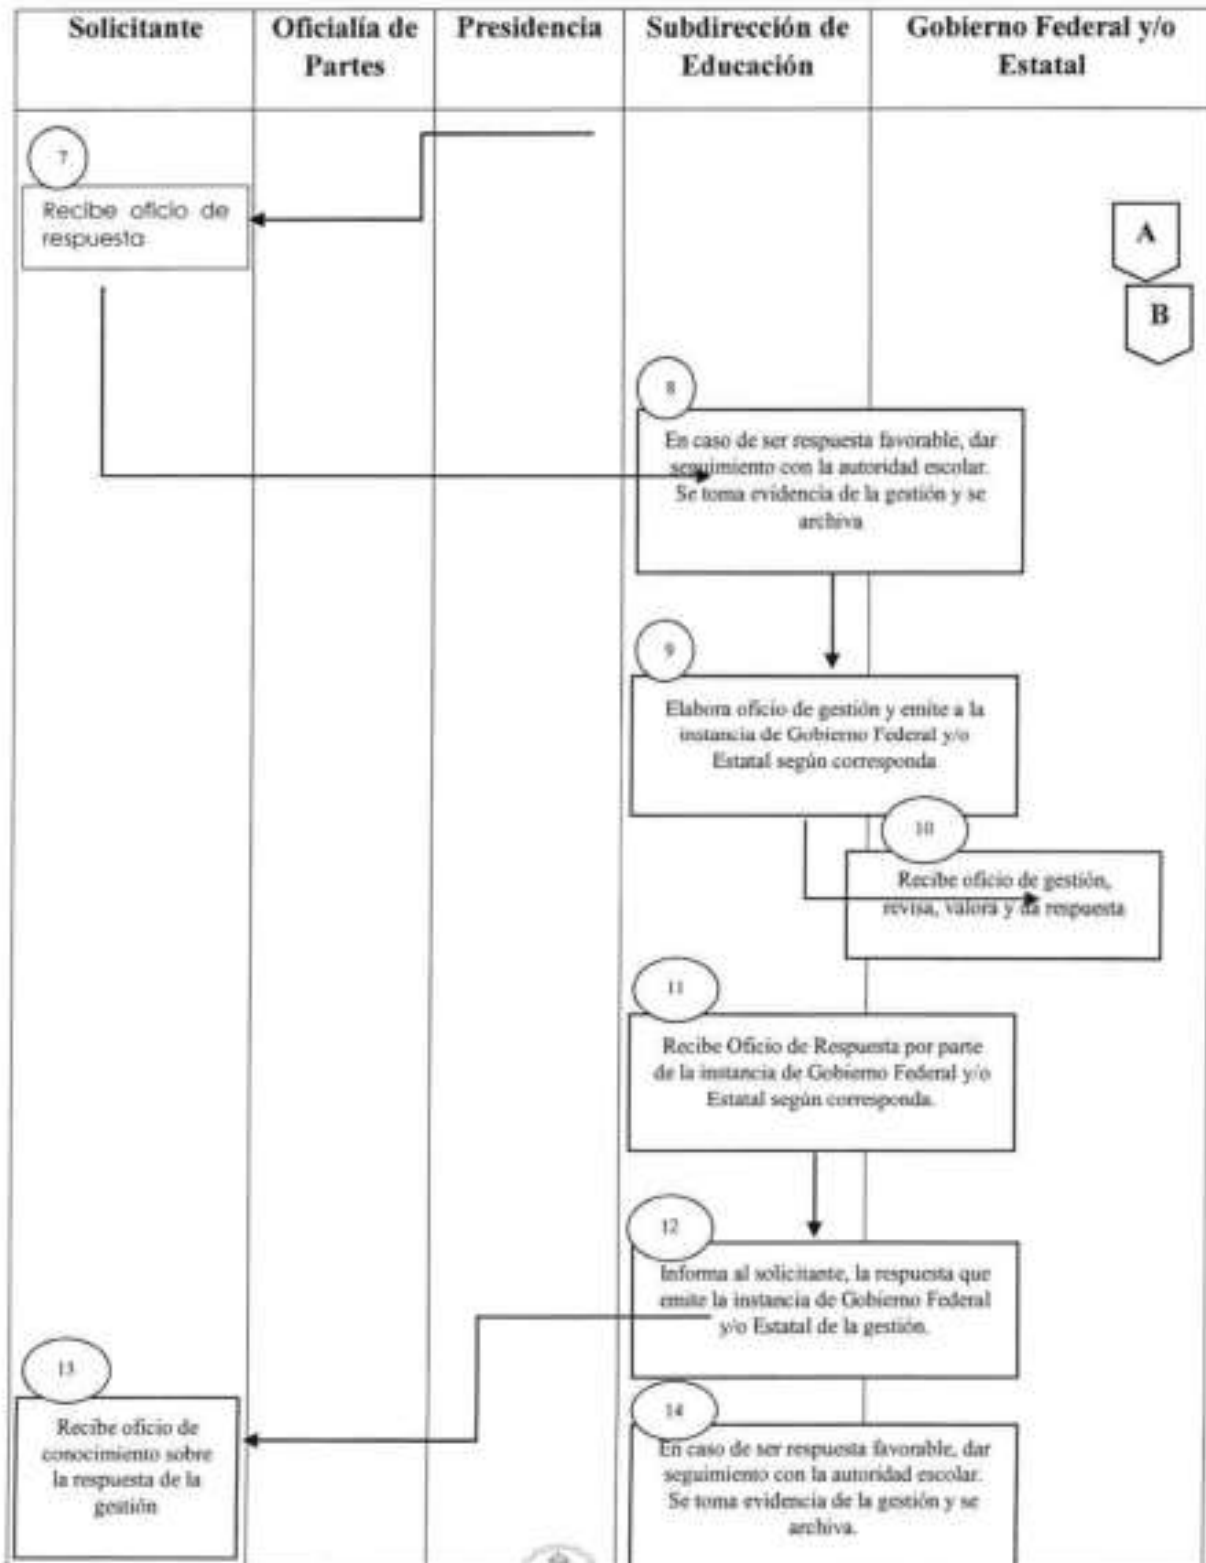 Solicitante
Oficialía de
Partes
Presidencia
Subdirección de
Educación
Gobierno Federal y/o
Estatal
7
Recibe oficio de
respuesta
A
B
8
En caso de ser respuesta favorable, dar
seguimiento con la autoridad escolar.
Se toma evidencia de la gestión y se
archiva
9
Elabora oficio de gestión y emite a la
instancia de Gobierno Federal y/o
Estatal según corresponda
10
Recibe oficio de gestión,
revisa, valora y da respuesta
11
Recibe Oficio de Respuesta por parte
de la instancia de Gobierno Federal y/o
Estatal según corresponda.
12
Informa al solicitante, la respuesta que
emite la instancia de Gobierno Federal
y/o Estatal de la gestión.
13
Recibe oficio de
conocimiento sobre
la respuesta de la
gestión
14
En caso de ser respuesta favorable, dar
seguimiento con la autoridad escolar.
Se toma evidencia de la gestión y se
archiva.